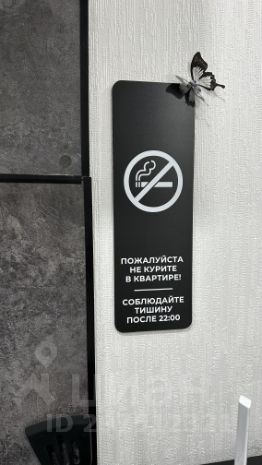 ПОЖАЛУЙСТА
НЕ КУРИТЕ
В КВАРТИРЕ!
СОБЛЮДАЙТЕ
ТИШИНУ
ПОСЛЕ 22:00